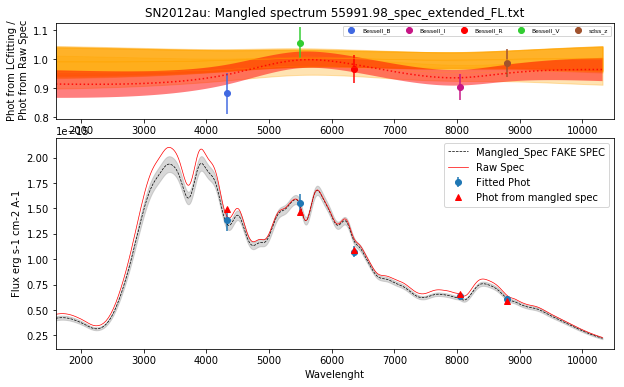 SN2012au: Mangled spectrum 55991.98_spec_extended_FL.txt
Phot from LCfitting /
Phot from Raw Spec
1.1
1.0
0.9
0.8
Bessell_B Bessell_I Bessell_R Bessell_V sdss_z
2000 3000 4000 5000 6000 7000 8000 9000 10000
Flux erg s-1 cm-2 A-1
2.00
1.75
1.50
1.25
1.00
0.75
0.50
0.25
Mangled_Spec FAKE SPEC
Raw Spec
Fitted Phot
Phot from mangled spec
2000 3000 4000 5000 6000 7000 8000 9000 10000
Wavelenght